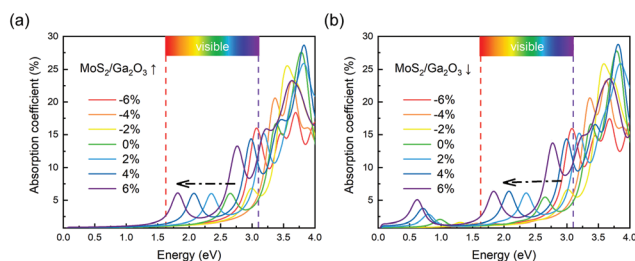 (a)
visible
MoS₂/Ga₂O₃ ↑
-6%
-4%
-2%
0%
2%
4%
6%
Absorption coefficient (%)
30
25
20
15
10
5
0
0.0 0.5 1.0 1.5 2.0 2.5 3.0 3.5 4.0
Energy (eV)
(b)
visible
MoS₂/Ga₂O₃ ↓
-6%
-4%
-2%
0%
2%
4%
6%
Absorption coefficient (%)
30
25
20
15
10
5
0
0.0 0.5 1.0 1.5 2.0 2.5 3.0 3.5 4.0
Energy (eV)